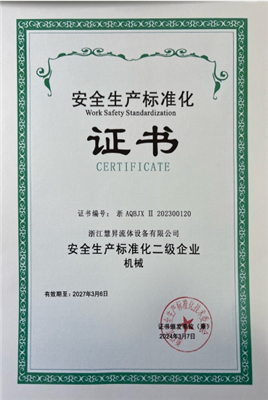 安全生产标准化
Work Safety Standardization
证书
CERTIFICATE
证书编号：浙 AQBJX Ⅱ 202300120
浙江慧昇流体设备有限公司
安全生产标准化二级企业
机械
有效期至：2027年3月6日
证书颁发单位（章）
2024年3月7日